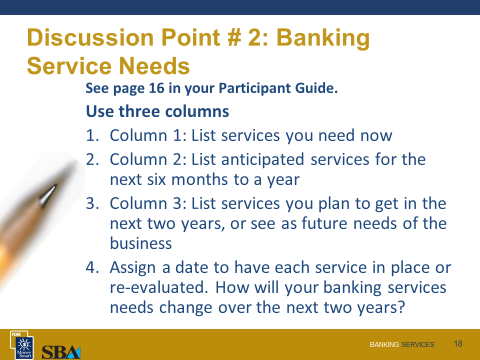 Discussion Point # 2: Banking
Service Needs
See page 16 in your Participant Guide.
Use three columns
1. Column 1: List services you need now
2. Column 2: List anticipated services for the
next six months to a year
3. Column 3: List services you plan to get in the
next two years, or see as future needs of the
business
4. Assign a date to have each service in place or
re-evaluated. How will your banking services
needs change over the next two years?
FDIC
Money
Smart
SBA
BANKING SERVICES 18